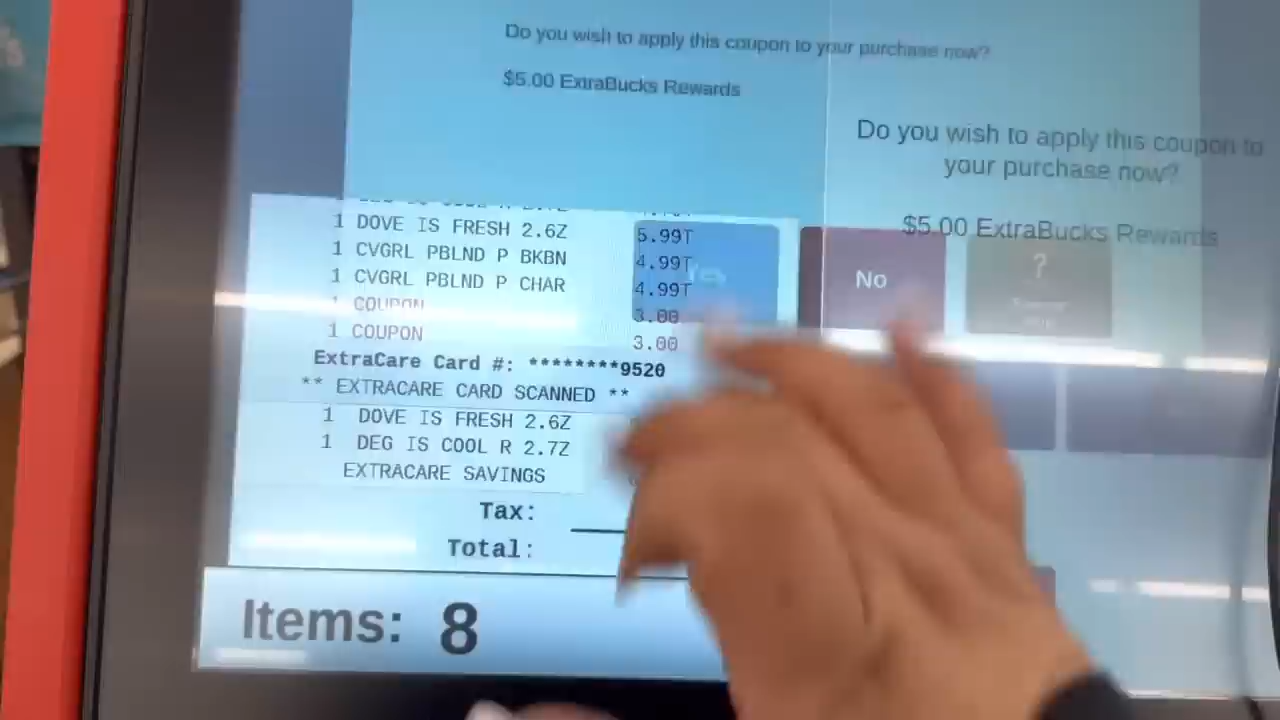 Do you wish to apply this coupon to your purchase now?
$5.00 ExtraBucks Rewards
Do you wish to apply this coupon to
your purchase now?
$5.00 ExtraBucks Rewards
1 DOVE IS FRESH 2.6Z 5.99T
1 CVGRL PBLND P BKBN 4.99T
1 CVGRL PBLND P CHAR 4.99T
1 COUPON 3.00
1 COUPON 3.00
Yes
No
?
ExtraCare Card #: ********9520
** EXTRACARE CARD SCANNED **
1 DOVE IS FRESH 2.6Z
1 DEG IS COOL R 2.7Z
EXTRACARE SAVINGS
Tax:
Total:
Items: 8